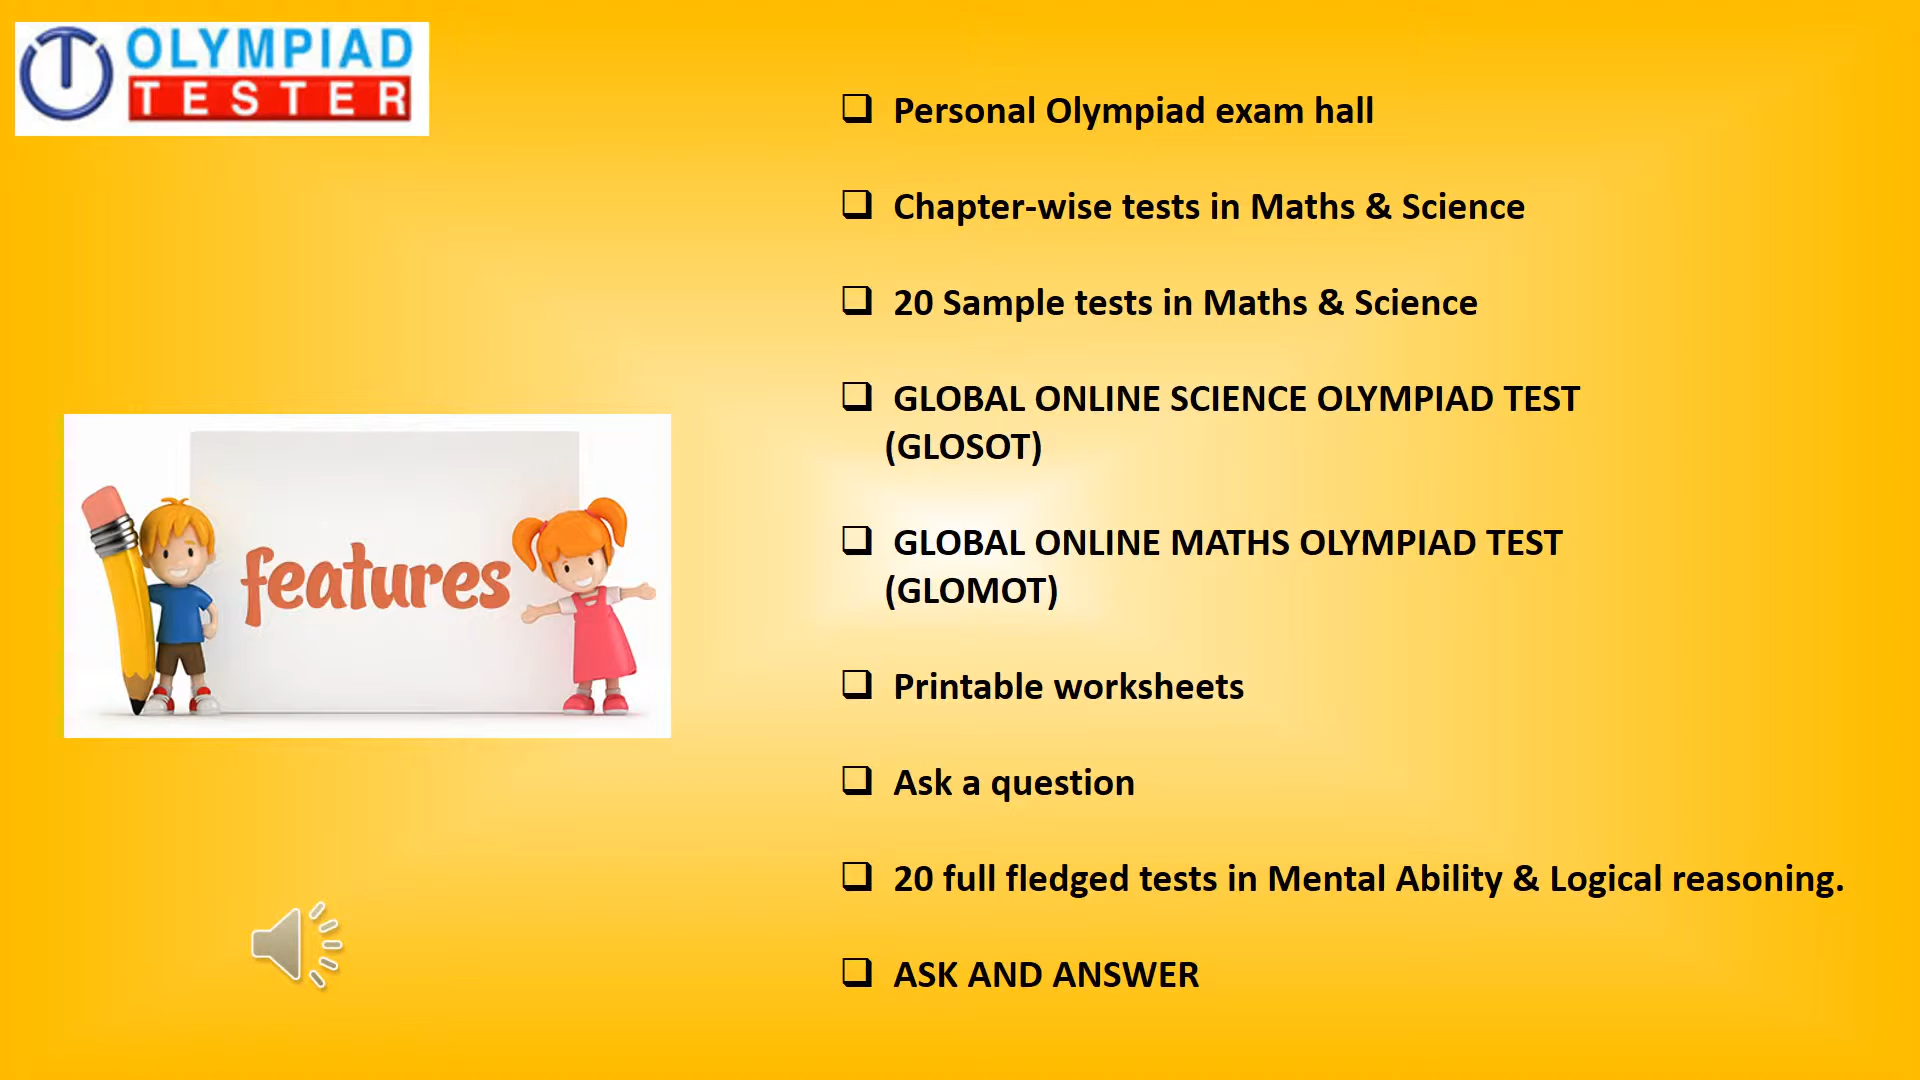 OLYMPIAD
TESTER
features
❑ Personal Olympiad exam hall
❑ Chapter-wise tests in Maths & Science
❑ 20 Sample tests in Maths & Science
❑ GLOBAL ONLINE SCIENCE OLYMPIAD TEST
(GLOSOT)
❑ GLOBAL ONLINE MATHS OLYMPIAD TEST
(GLOMOT)
❑ Printable worksheets
❑ Ask a question
❑ 20 full fledged tests in Mental Ability & Logical reasoning.
❑ ASK AND ANSWER